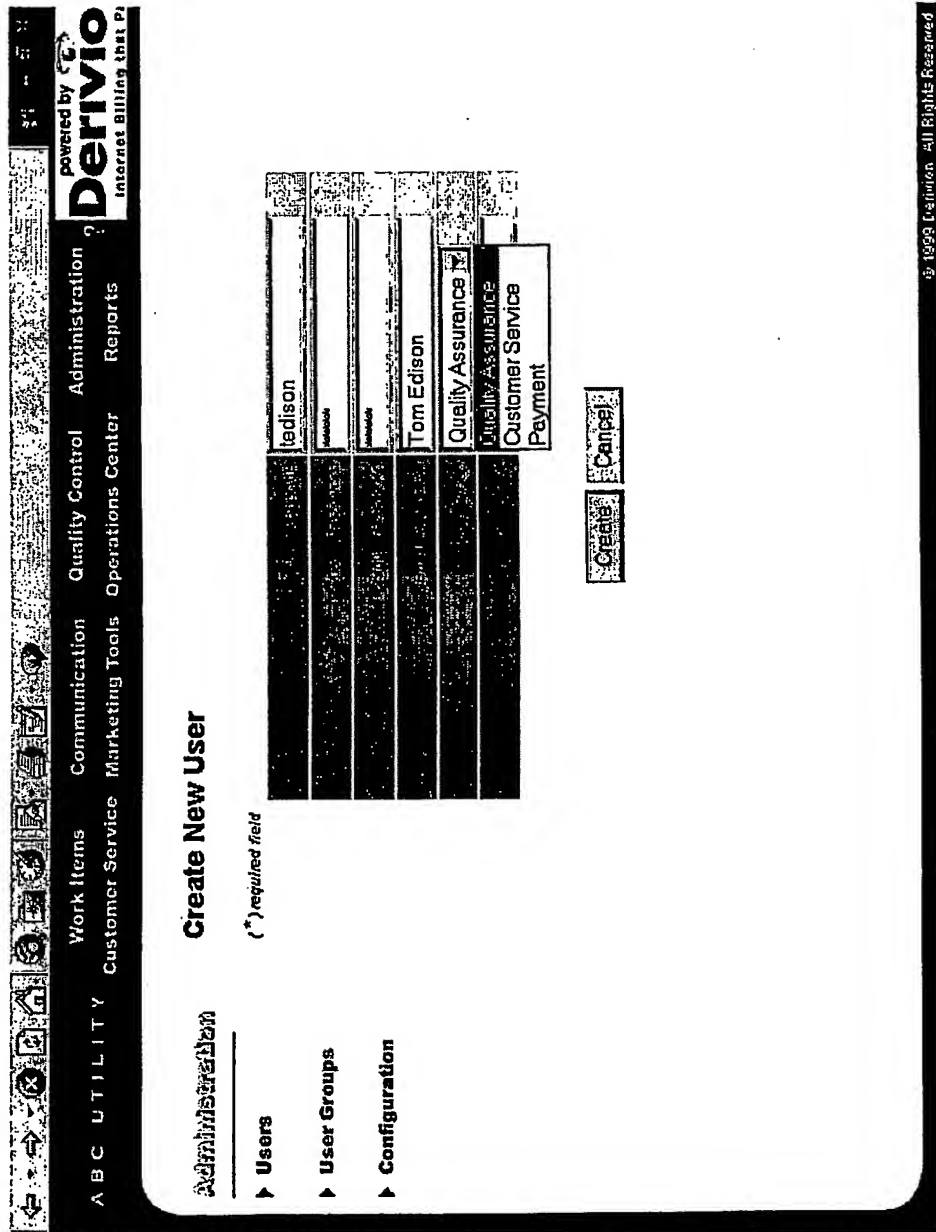 powered by
Derivio
Internet Billing that Pa
A B C UTILITY
Work Items Communication Quality Control Administration ?
Customer Service Marketing Tools Operations Center Reports
Administration
Users
User Groups
Configuration
Create New User
(*) required field
tedison
******
******
Tom Edison
Quality Assurance
Quality Assurance
Customer Service
Payment
Create Cancel
© 1999 Derivion All Rights Reserved